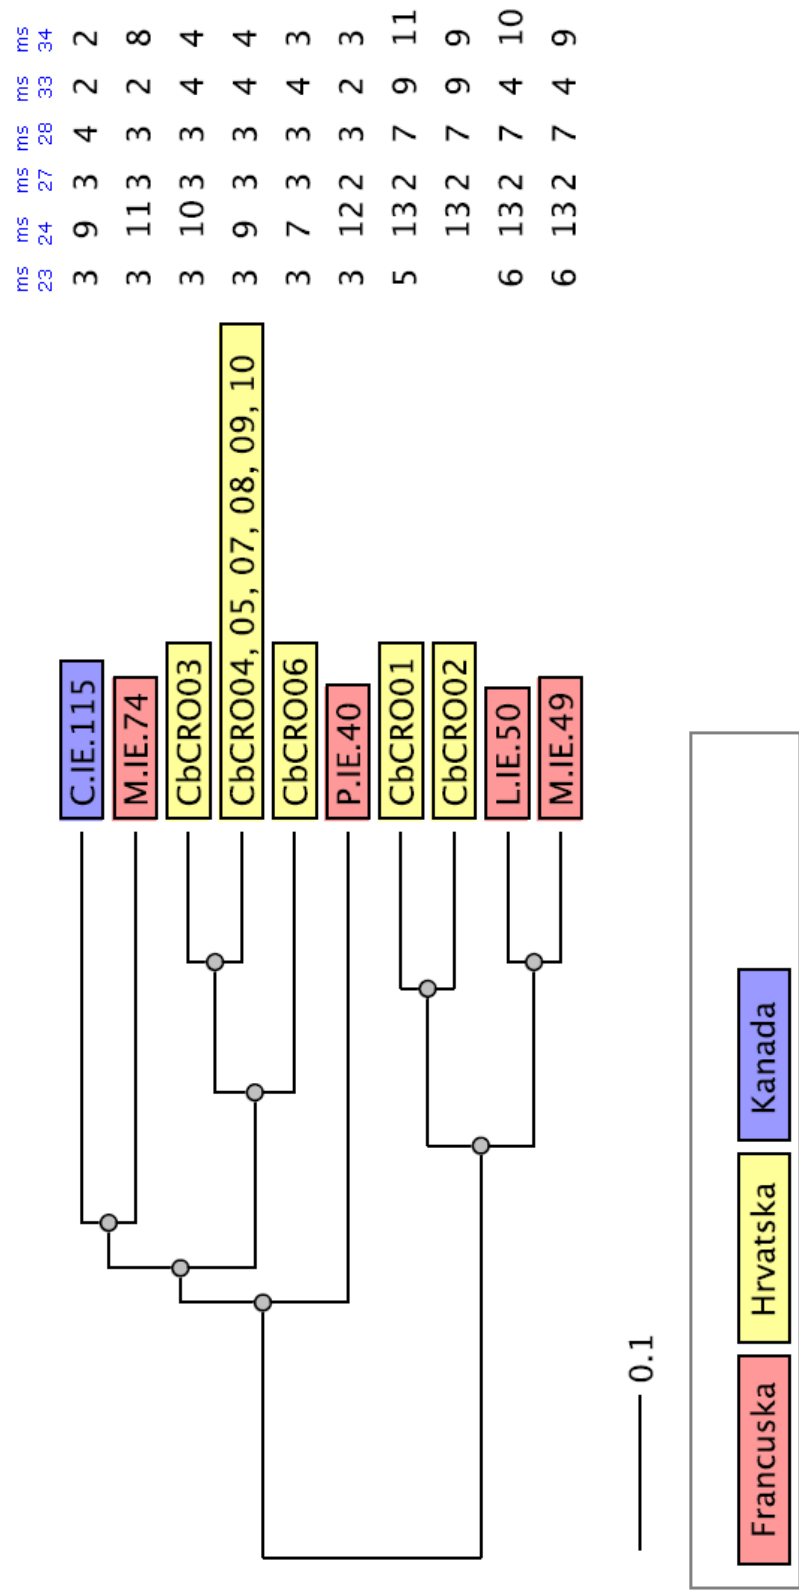 ms ms ms ms ms ms
23 24 27 28 33 34
C.IE.115 3 9 3 4 2 2
M.IE.74 3 11 3 3 2 8
CbCRO03 3 10 3 3 4 4
CbCRO04, 05, 07, 08, 09, 10 3 9 3 3 4 4
CbCRO06 3 7 3 3 4 3
P.IE.40 3 12 2 3 2 3
CbCRO01 5 13 2 7 9 11
CbCRO02 13 2 7 9 9
L.IE.50 6 13 2 7 4 10
M.IE.49 6 13 2 7 4 9
0.1
Francuska Hrvatska Kanada